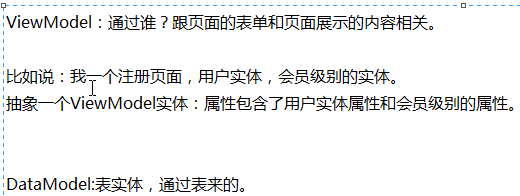 ViewModel：通过谁？跟页面的表单和页面展示的内容相关。
比如说：我一个注册页面，用户实体，会员级别的实体。
抽象一个ViewModel实体：属性包含了用户实体属性和会员级别的属性。
DataModel:表实体，通过表来的。